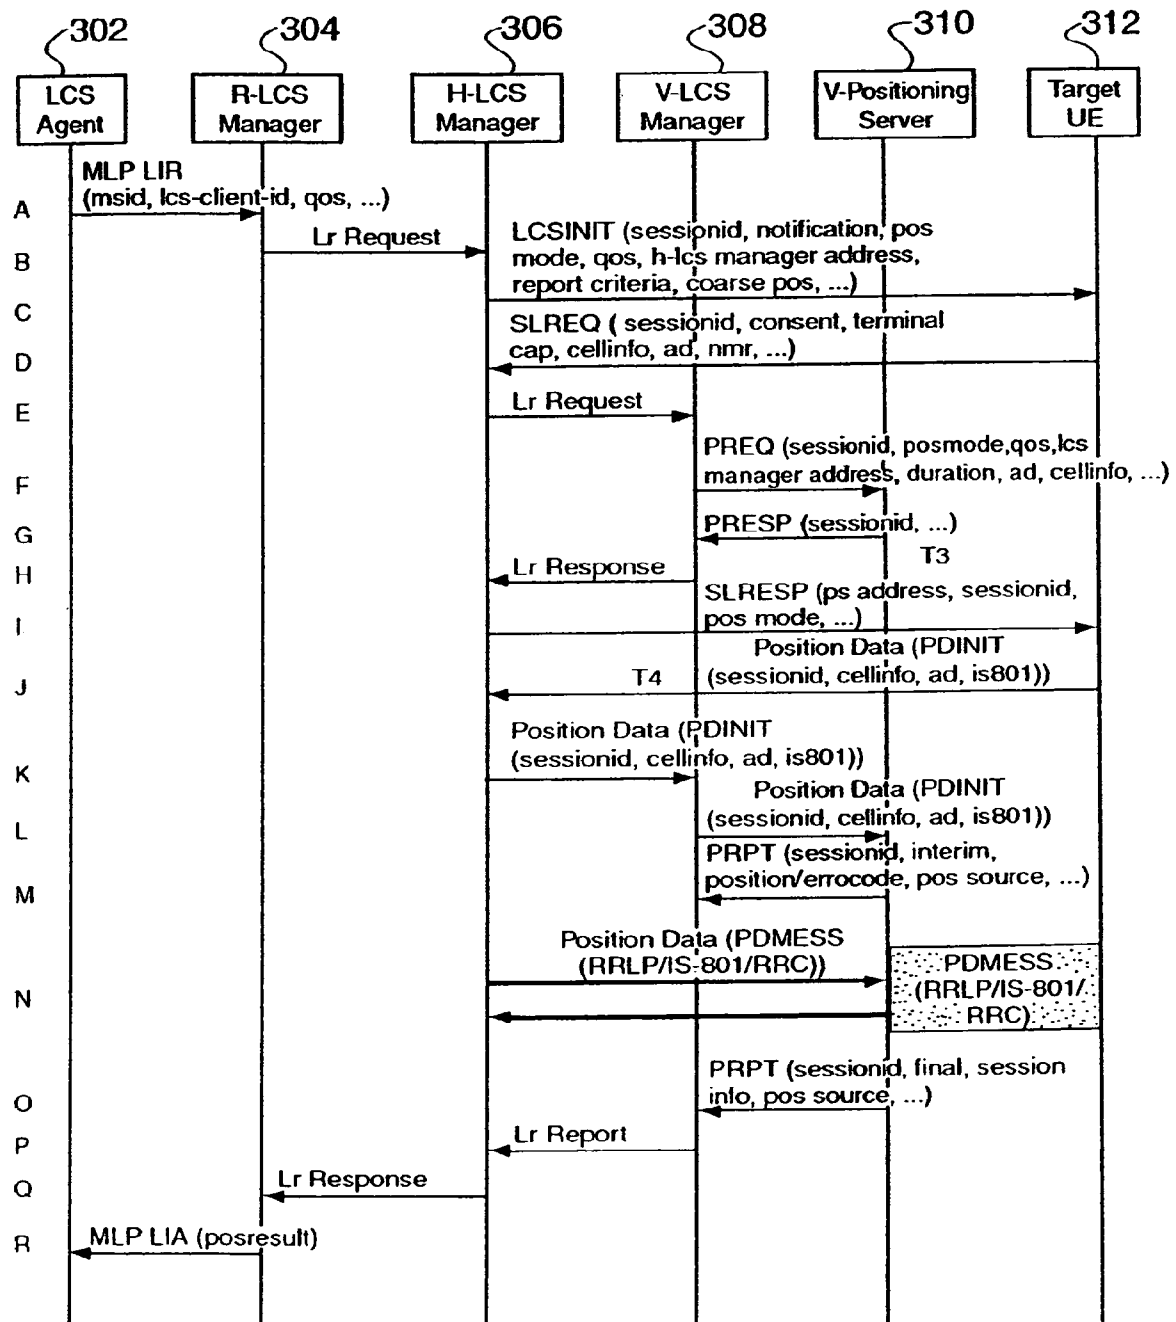 302 304 306 308 310 312
LCS Agent
R-LCS Manager
H-LCS Manager
V-LCS Manager
V-Positioning Server
Target UE
MLP LIR
(msid, lcs-client-id, qos, ...)
A
Lr Request
B
LCSINIT (sessionid, notification, pos
mode, qos, h-lcs manager address,
report criteria, coarse pos, ...)
C
SLREQ ( sessionid, consent, terminal
cap, cellinfo, ad, nmr, ...)
D
E
Lr Request
PREQ (sessionid, posmode,qos,lcs
manager address, duration, ad, cellinfo, ...)
F
PRESP (sessionid, ...)
G
T3
H
Lr Response
SLRESP (ps address, sessionid,
pos mode, ...)
I
Position Data (PDINIT
(sessionid, cellinfo, ad, is801))
T4
J
Position Data (PDINIT
(sessionid, cellinfo, ad, is801))
K
Position Data (PDINIT
(sessionid, cellinfo, ad, is801))
L
PRPT (sessionid, interim,
position/errocode, pos source, ...)
M
Position Data (PDMESS
(RRLP/IS-801/RRC))
N
PDMESS
(RRLP/IS-801/
RRC)
PRPT (sessionid, final, session
info, pos source, ...)
O
P
Lr Report
Q
Lr Response
R
MLP LIA (posresult)